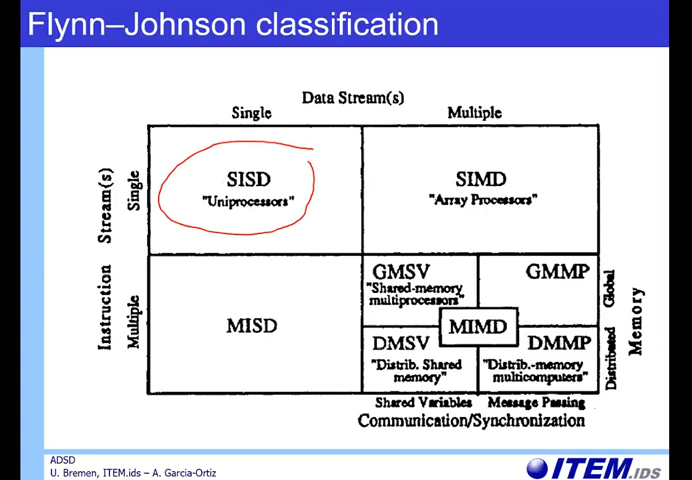 Flynn–Johnson classification
Data Stream(s)
Single
Multiple
Instruction Stream(s)
Single
Multiple
SISD
"Uniprocessors"
SIMD
"Array Processors"
MISD
GMSV
"Shared-memory
multiprocessors"
GMMP
MIMD
DMSV
"Distrib. Shared
memory"
DMMP
"Distrib.-memory
multicomputers"
Global
Distributed
Memory
Shared Variables
Message Passing
Communication/Synchronization
ADSD
U. Bremen, ITEM.ids – A. Garcia-Ortiz
ITEM.IDS